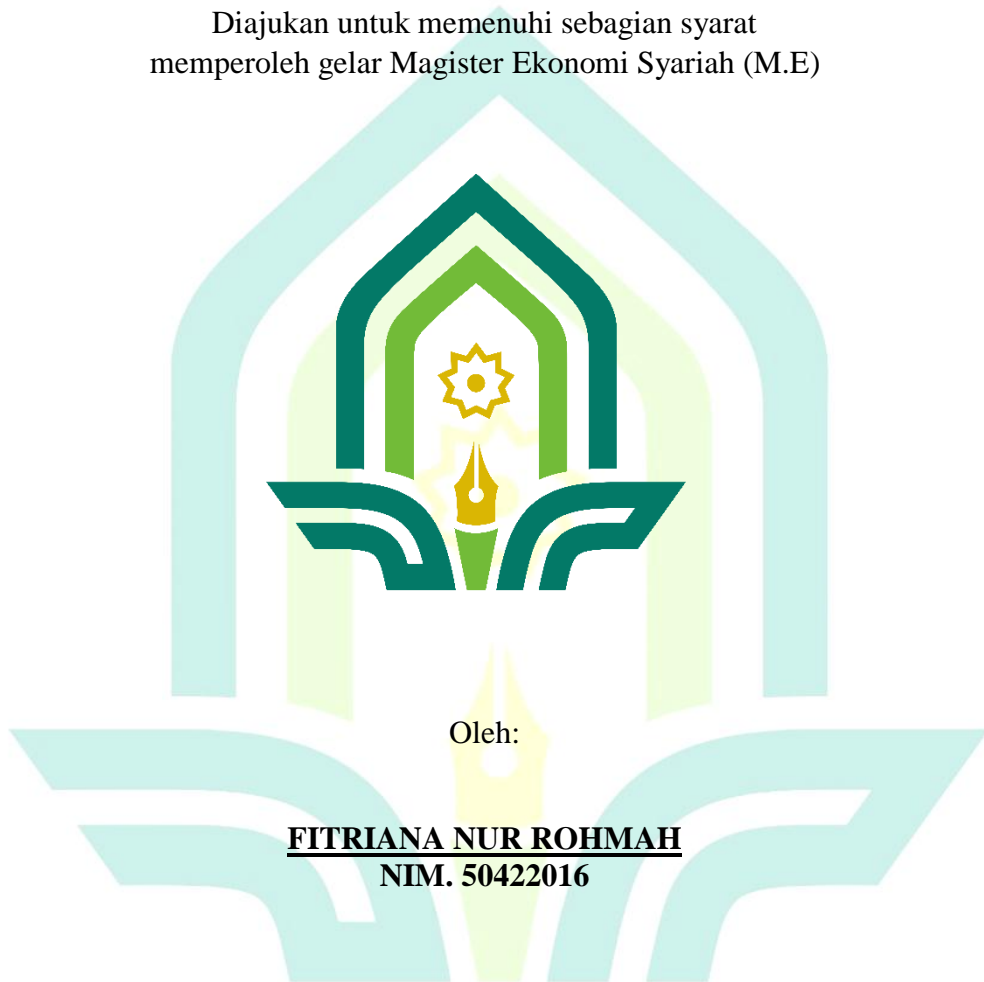 Diajukan untuk memenuhi sebagian syarat
memperoleh gelar Magister Ekonomi Syariah (M.E)
Oleh:
FITRIANA NUR ROHMAH
NIM. 50422016